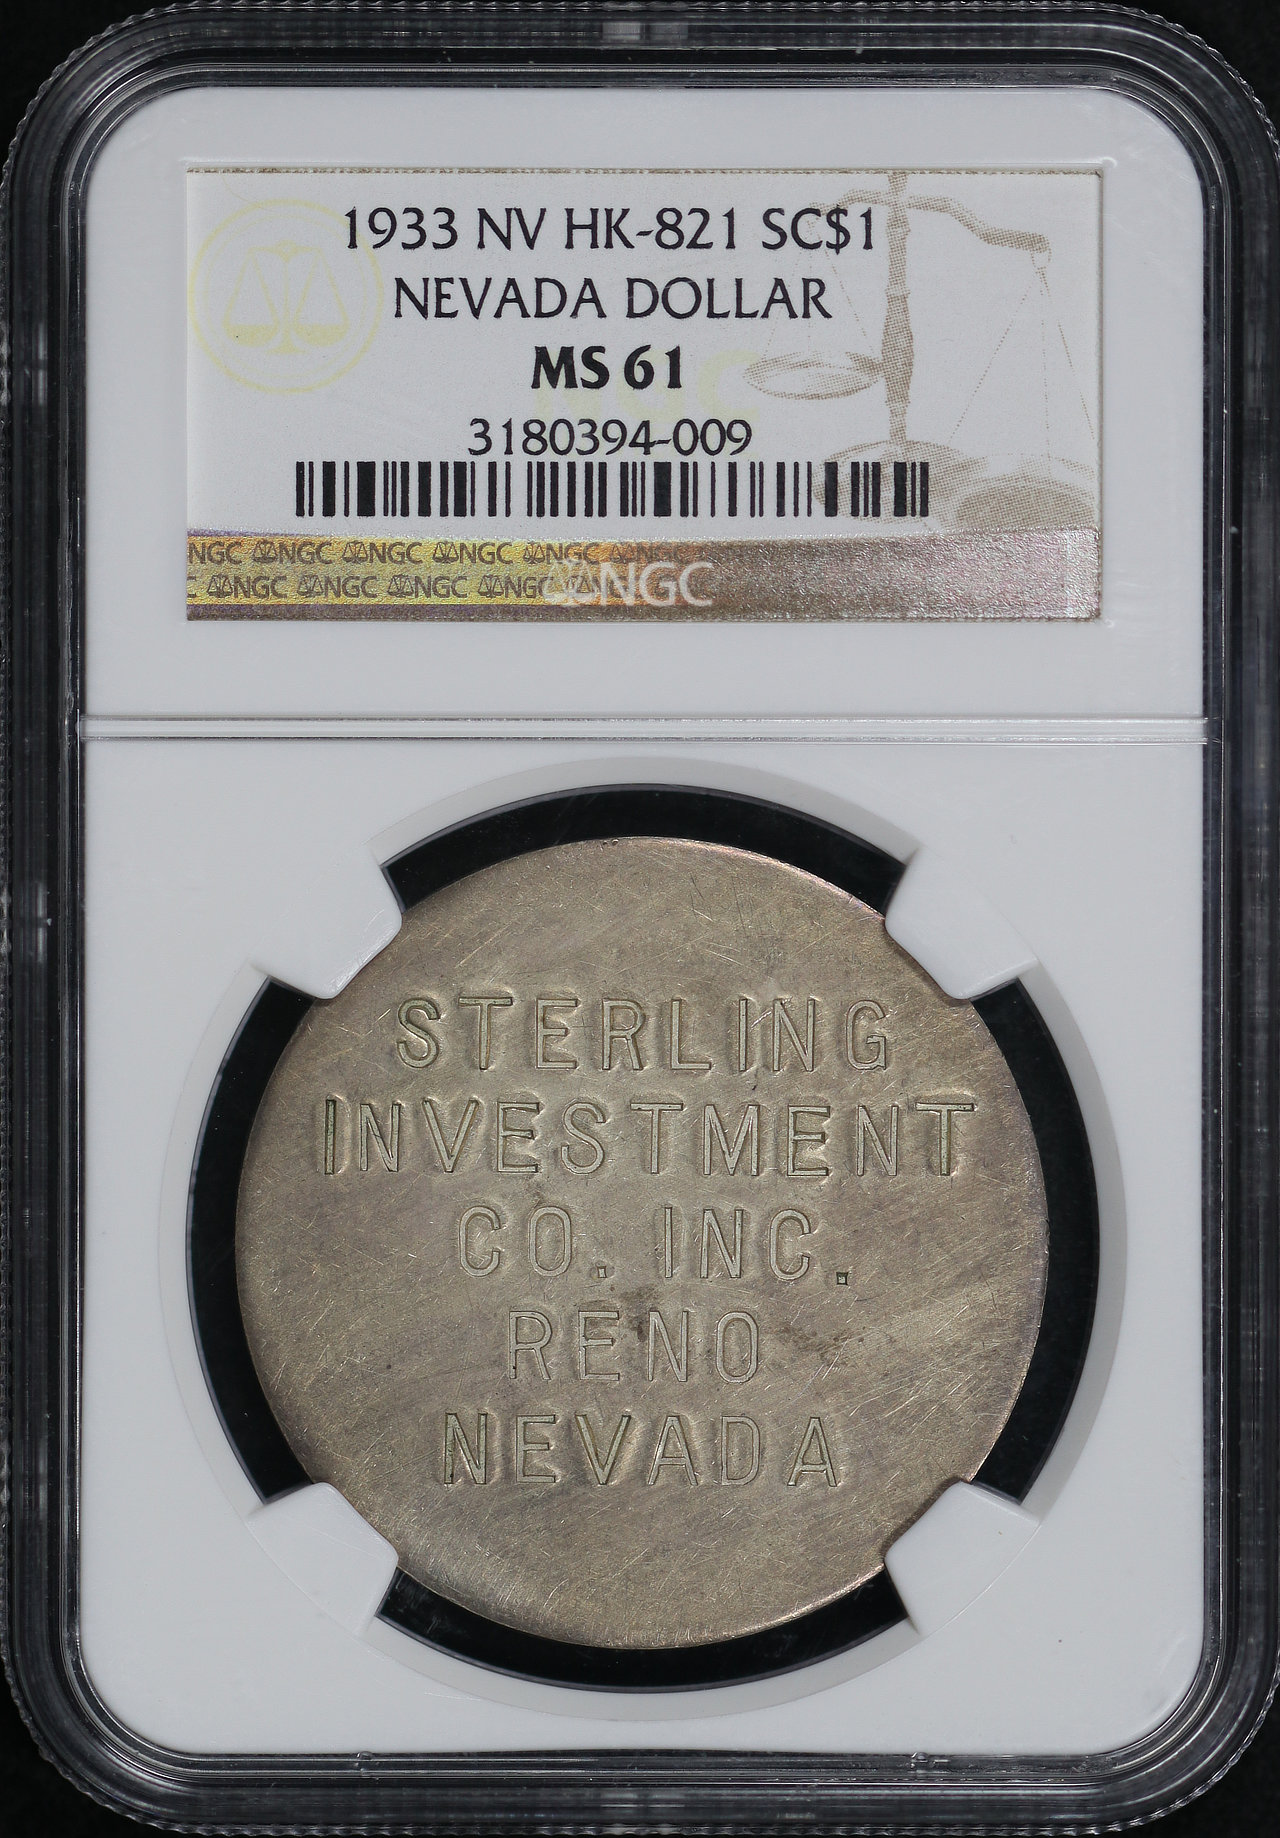 1933 NV HK-821 SC$1
NEVADA DOLLAR
MS 61
3180394-009
NGC NGC NGC NGC NGC NGC
NGC NGC NGC NGC
NGC
STERLING
INVESTMENT
CO. INC.
RENO
NEVADA